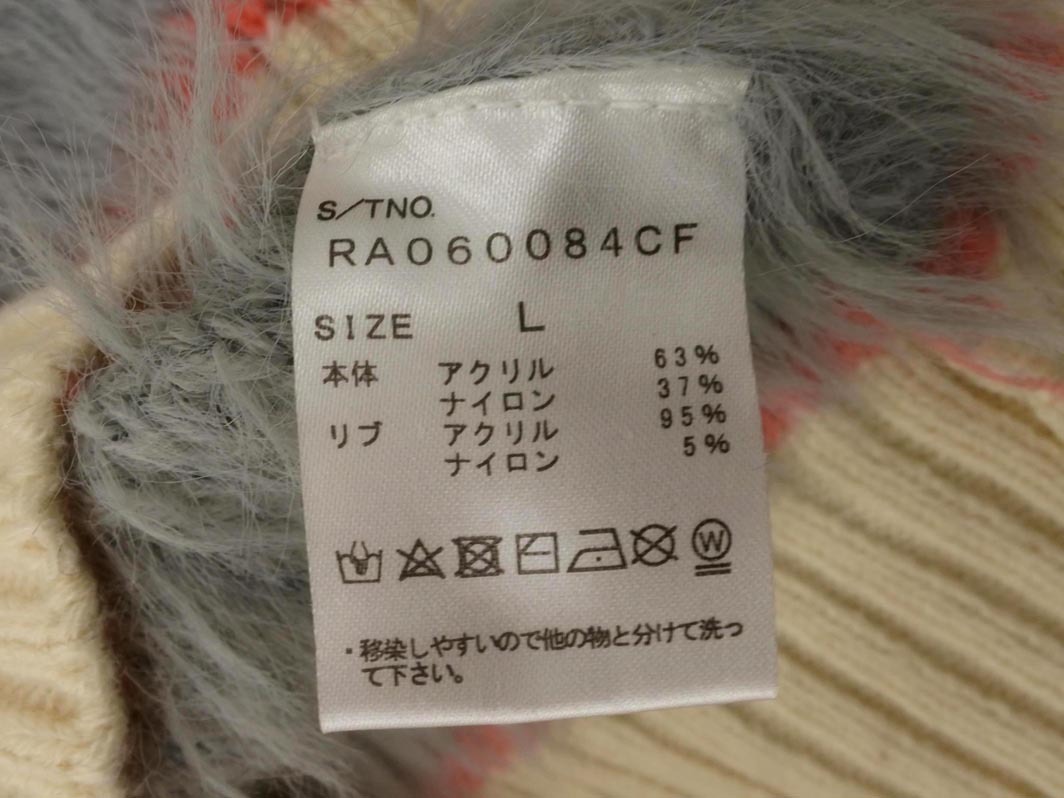 S/TNO.
RA060084CF
SIZE L
本体 アクリル 63%
ナイロン 37%
リブ アクリル 95%
ナイロン 5%
W
・移染しやすいので他の物と分けて洗っ
て下さい。